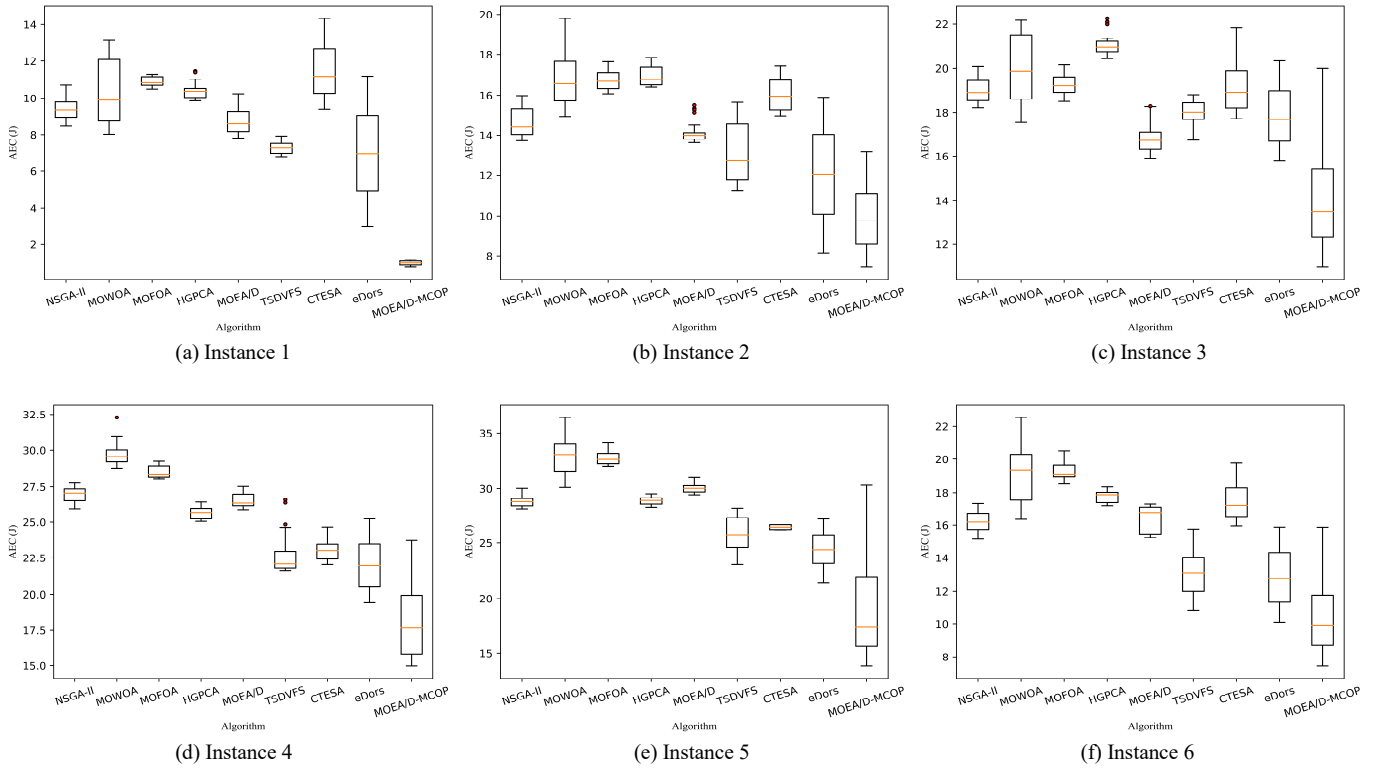 14
12
10
8
6
4
2
AEC (J)
NSGA-II MOWOA MOFOA HGPCA MOEA/D TSDVFS CTESA eDors MOEA/D-MCOP
Algorithm
(a) Instance 1
20
18
16
14
12
10
8
AEC (J)
NSGA-II MOWOA MOFOA HGPCA MOEA/D TSDVFS CTESA eDors MOEA/D-MCOP
Algorithm
(b) Instance 2
22
20
18
16
14
12
AEC (J)
NSGA-II MOWOA MOFOA HGPCA MOEA/D TSDVFS CTESA eDors MOEA/D-MCOP
Algorithm
(c) Instance 3
32.5
30.0
27.5
25.0
22.5
20.0
17.5
15.0
AEC (J)
NSGA-II MOWOA MOFOA HGPCA MOEA/D TSDVFS CTESA eDors MOEA/D-MCOP
Algorithm
(d) Instance 4
35
30
25
20
15
AEC (J)
NSGA-II MOWOA MOFOA HGPCA MOEA/D TSDVFS CTESA eDors MOEA/D-MCOP
Algorithm
(e) Instance 5
22
20
18
16
14
12
10
8
AEC (J)
NSGA-II MOWOA MOFOA HGPCA MOEA/D TSDVFS CTESA eDors MOEA/D-MCOP
Algorithm
(f) Instance 6